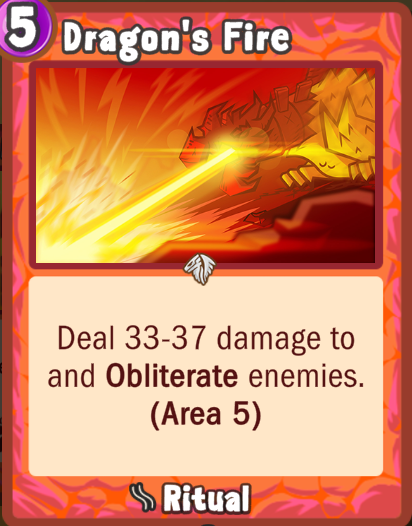 5
Dragon's Fire
Deal 33-37 damage to
and Obliterate enemies.
(Area 5)
Ritual